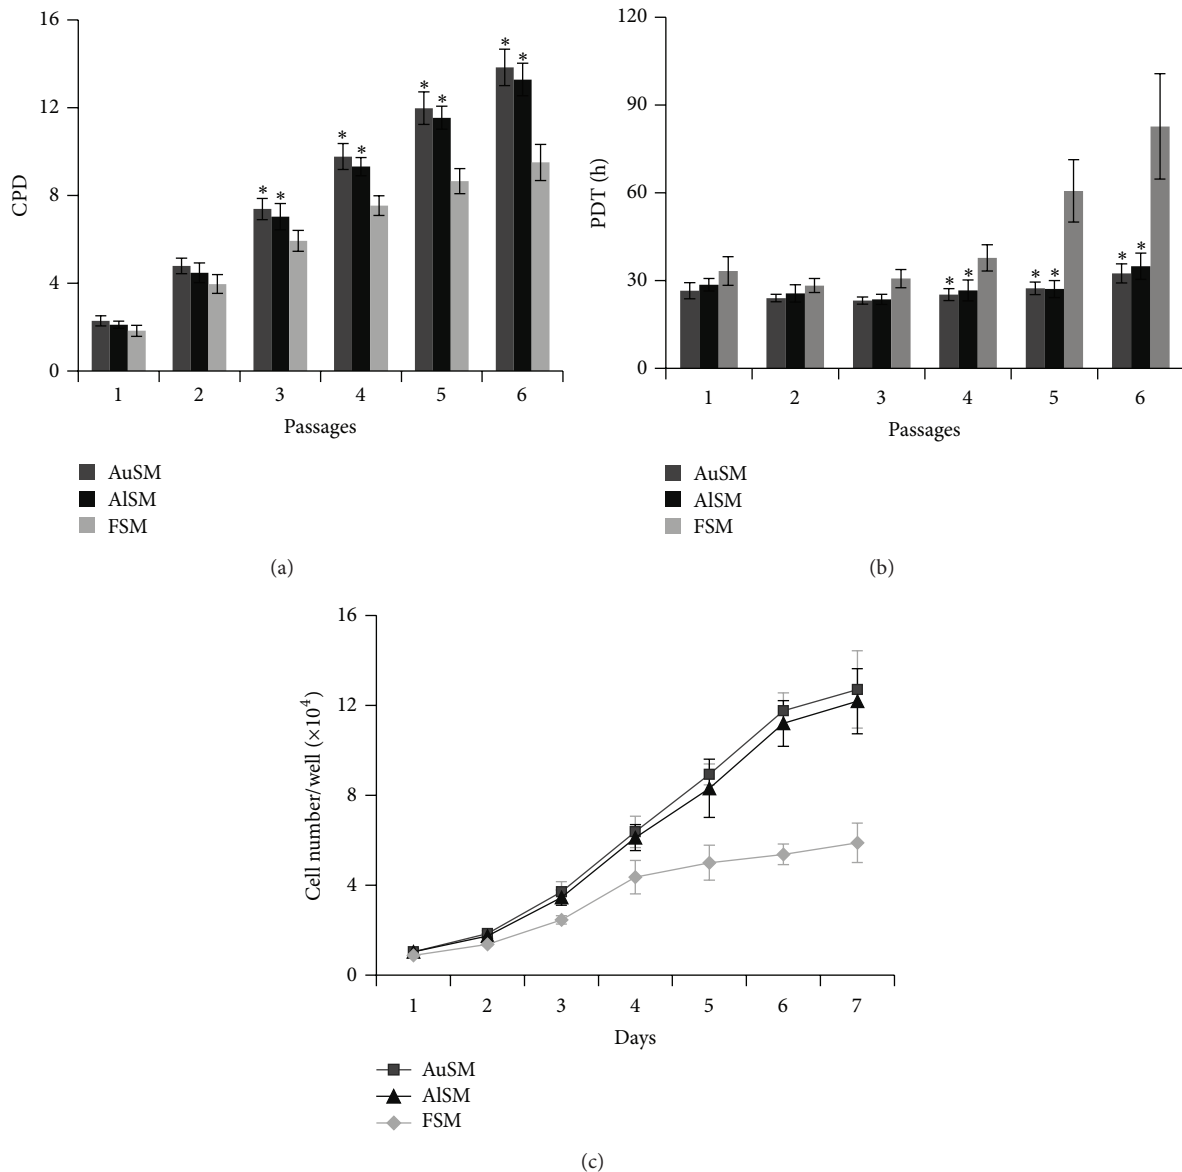 16
12
8
4
0
CPD
* *
* *
* *
* *
1 2 3 4 5 6
Passages
AuSM
AlSM
FSM
(a)
120
90
60
30
0
PDT (h)
* *
* *
* *
1 2 3 4 5 6
Passages
AuSM
AlSM
FSM
(b)
16
12
8
4
0
Cell number/well (×10⁴)
1 2 3 4 5 6 7
Days
AuSM
AlSM
FSM
(c)